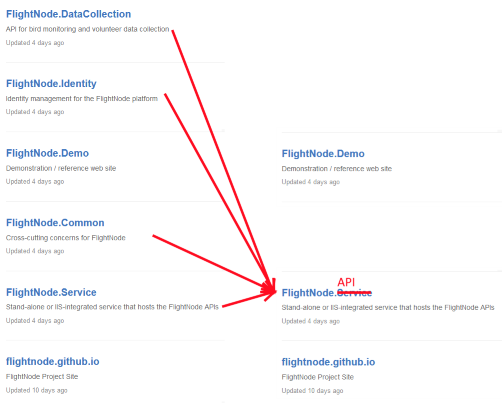 FlightNode.DataCollection
API for bird monitoring and volunteer data collection
Updated 4 days ago
FlightNode.Identity
Identity management for the FlightNode platform
Updated 4 days ago
FlightNode.Demo
Demonstration / reference web site
Updated 4 days ago
FlightNode.Common
Cross-cutting concerns for FlightNode
Updated 4 days ago
FlightNode.Service
Stand-alone or IIS-integrated service that hosts the FlightNode APIs
Updated 4 days ago
flightnode.github.io
FlightNode Project Site
Updated 10 days ago
FlightNode.Demo
Demonstration / reference web site
Updated 4 days ago
API
FlightNode.Service
Stand-alone or IIS-integrated service that hosts the FlightNode APIs
Updated 4 days ago
flightnode.github.io
FlightNode Project Site
Updated 10 days ago